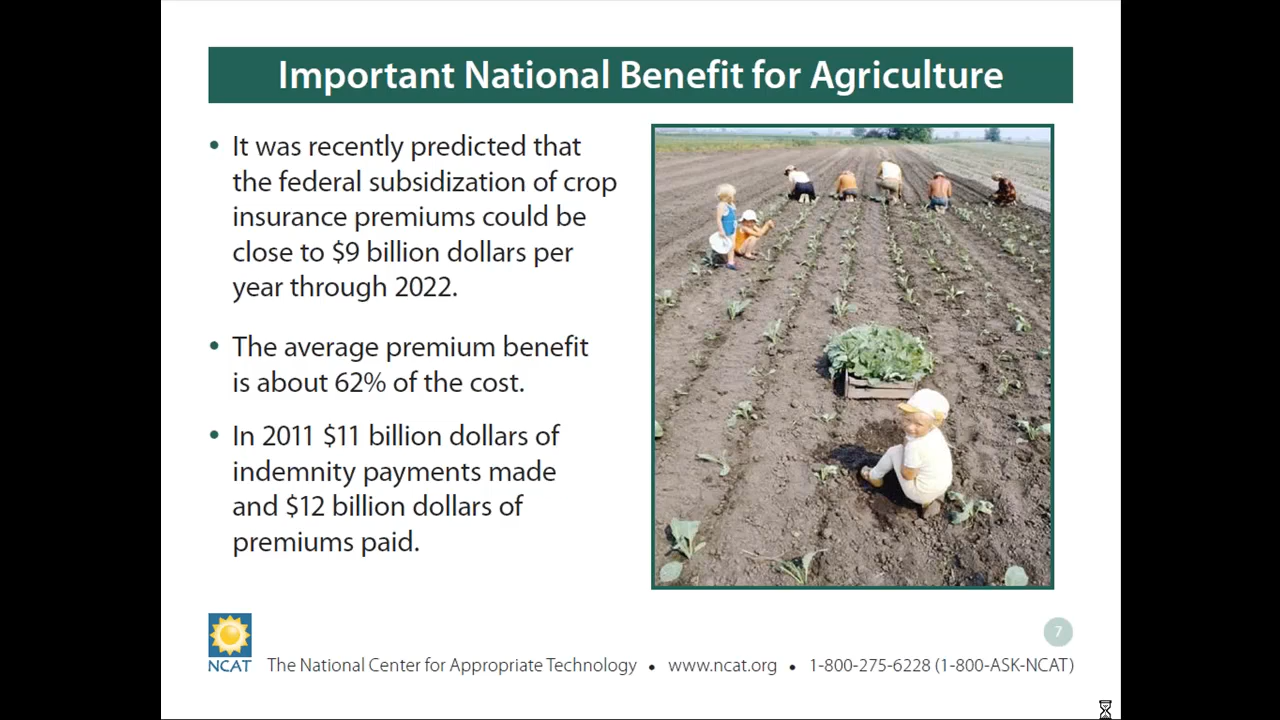 Important National Benefit for Agriculture
• It was recently predicted that
the federal subsidization of crop
insurance premiums could be
close to $9 billion dollars per
year through 2022.
• The average premium benefit
is about 62% of the cost.
• In 2011 $11 billion dollars of
indemnity payments made
and $12 billion dollars of
premiums paid.
7
NCAT
The National Center for Appropriate Technology • www.ncat.org • 1-800-275-6228 (1-800-ASK-NCAT)